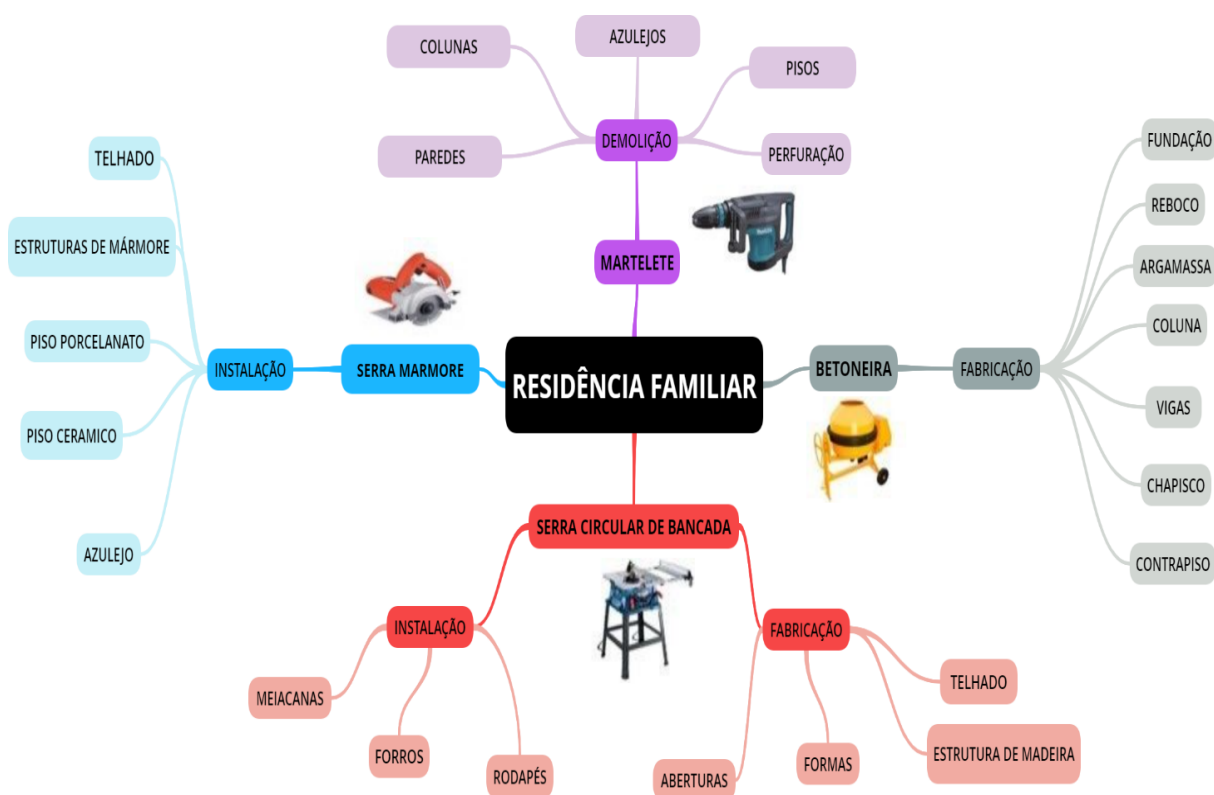 AZULEJOS
COLUNAS
PISOS
DEMOLIÇÃO
PAREDES
PERFURAÇÃO
MARTELETE
TELHADO
ESTRUTURAS DE MÁRMORE
PISO PORCELANATO
PISO CERAMICO
AZULEJO
INSTALAÇÃO
SERRA MARMORE
RESIDÊNCIA FAMILIAR
BETONEIRA
FABRICAÇÃO
FUNDAÇÃO
REBOCO
ARGAMASSA
COLUNA
VIGAS
CHAPISCO
CONTRAPISO
SERRA CIRCULAR DE BANCADA
INSTALAÇÃO
MEIACANAS
FORROS
RODAPÉS
FABRICAÇÃO
TELHADO
ESTRUTURA DE MADEIRA
FORMAS
ABERTURAS